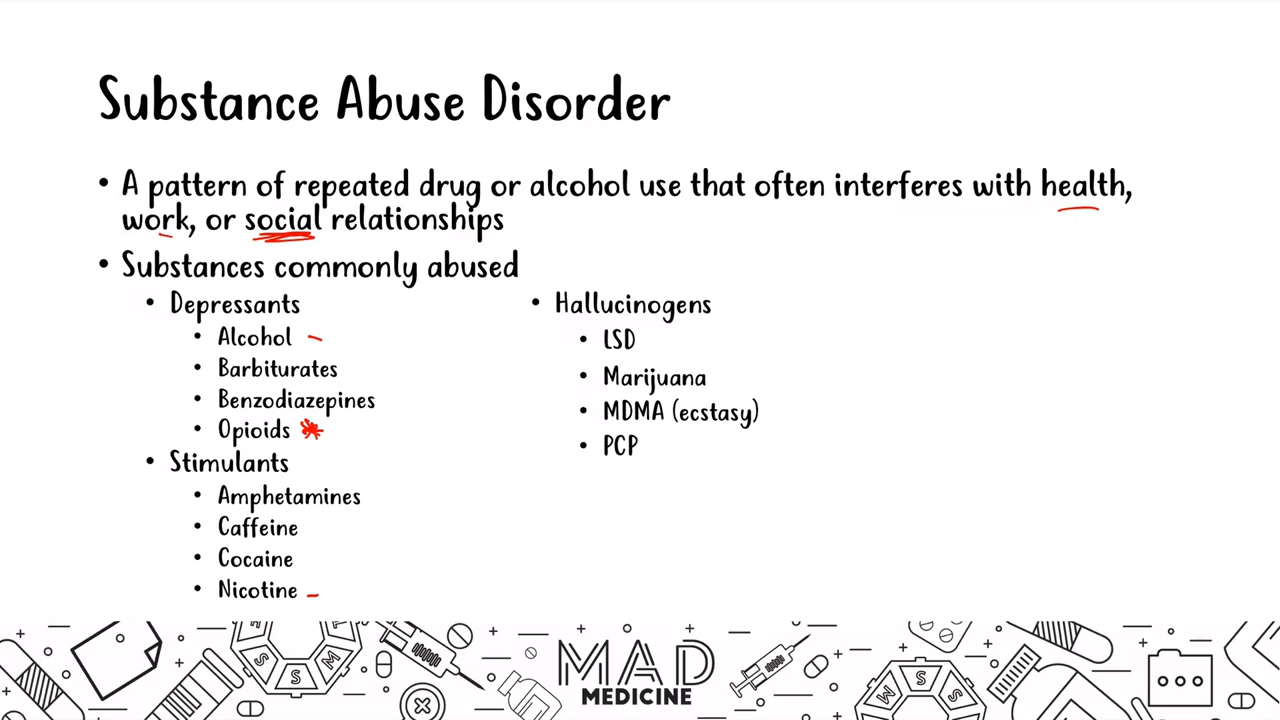 Substance Abuse Disorder
• A pattern of repeated drug or alcohol use that often interferes with health,
work, or social relationships
• Substances commonly abused
• Depressants
• Alcohol
• Barbiturates
• Benzodiazepines
• Opioids
• Stimulants
• Amphetamines
• Caffeine
• Cocaine
• Nicotine
• Hallucinogens
• LSD
• Marijuana
• MDMA (ecstasy)
• PCP
MAD
MEDICINE
S
S
M
M
S
S